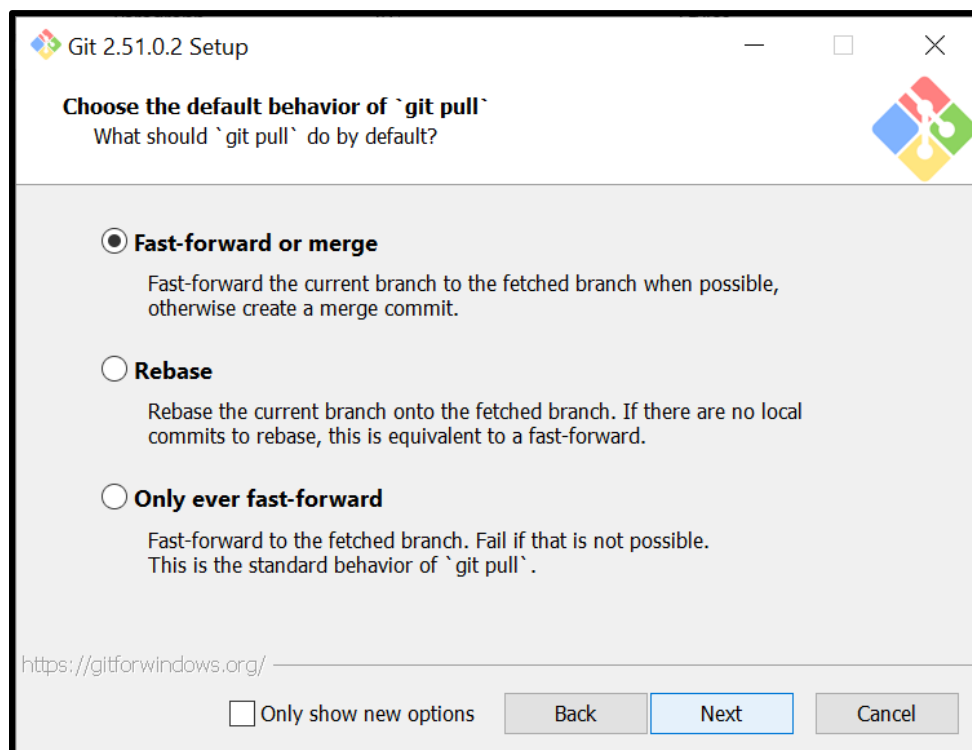 Git 2.51.0.2 Setup
Choose the default behavior of `git pull`
What should `git pull` do by default?
Fast-forward or merge
Fast-forward the current branch to the fetched branch when possible,
otherwise create a merge commit.
Rebase
Rebase the current branch onto the fetched branch. If there are no local
commits to rebase, this is equivalent to a fast-forward.
Only ever fast-forward
Fast-forward to the fetched branch. Fail if that is not possible.
This is the standard behavior of `git pull`.
https://gitforwindows.org/
Only show new options
Back
Next
Cancel